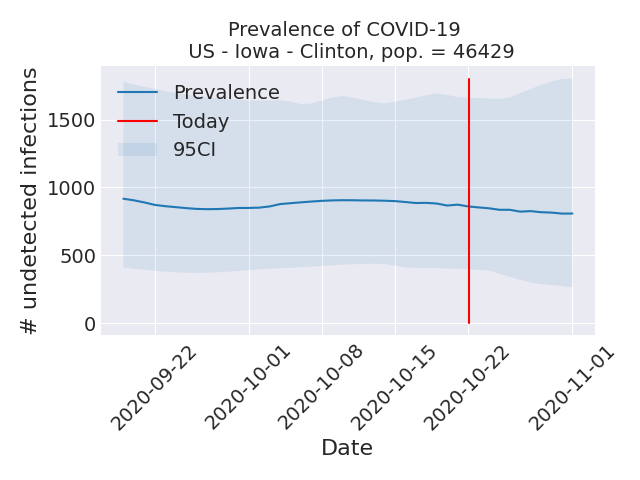 Prevalence of COVID-19
US - Iowa - Clinton, pop. = 46429
# undetected infections
1500
1000
500
0
Prevalence
Today
95CI
2020-09-22
2020-10-01
2020-10-08
2020-10-15
2020-10-22
2020-11-01
Date